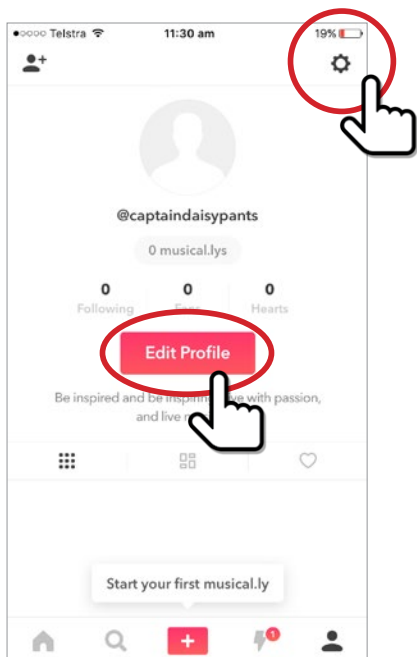 Telstra 11:30 am 19%
@captaindaisypants
0 musical.lys
0 0 0
Following Fans Hearts
Edit Profile
Be inspired and be with passion,
and live
Start your first musical.ly
1